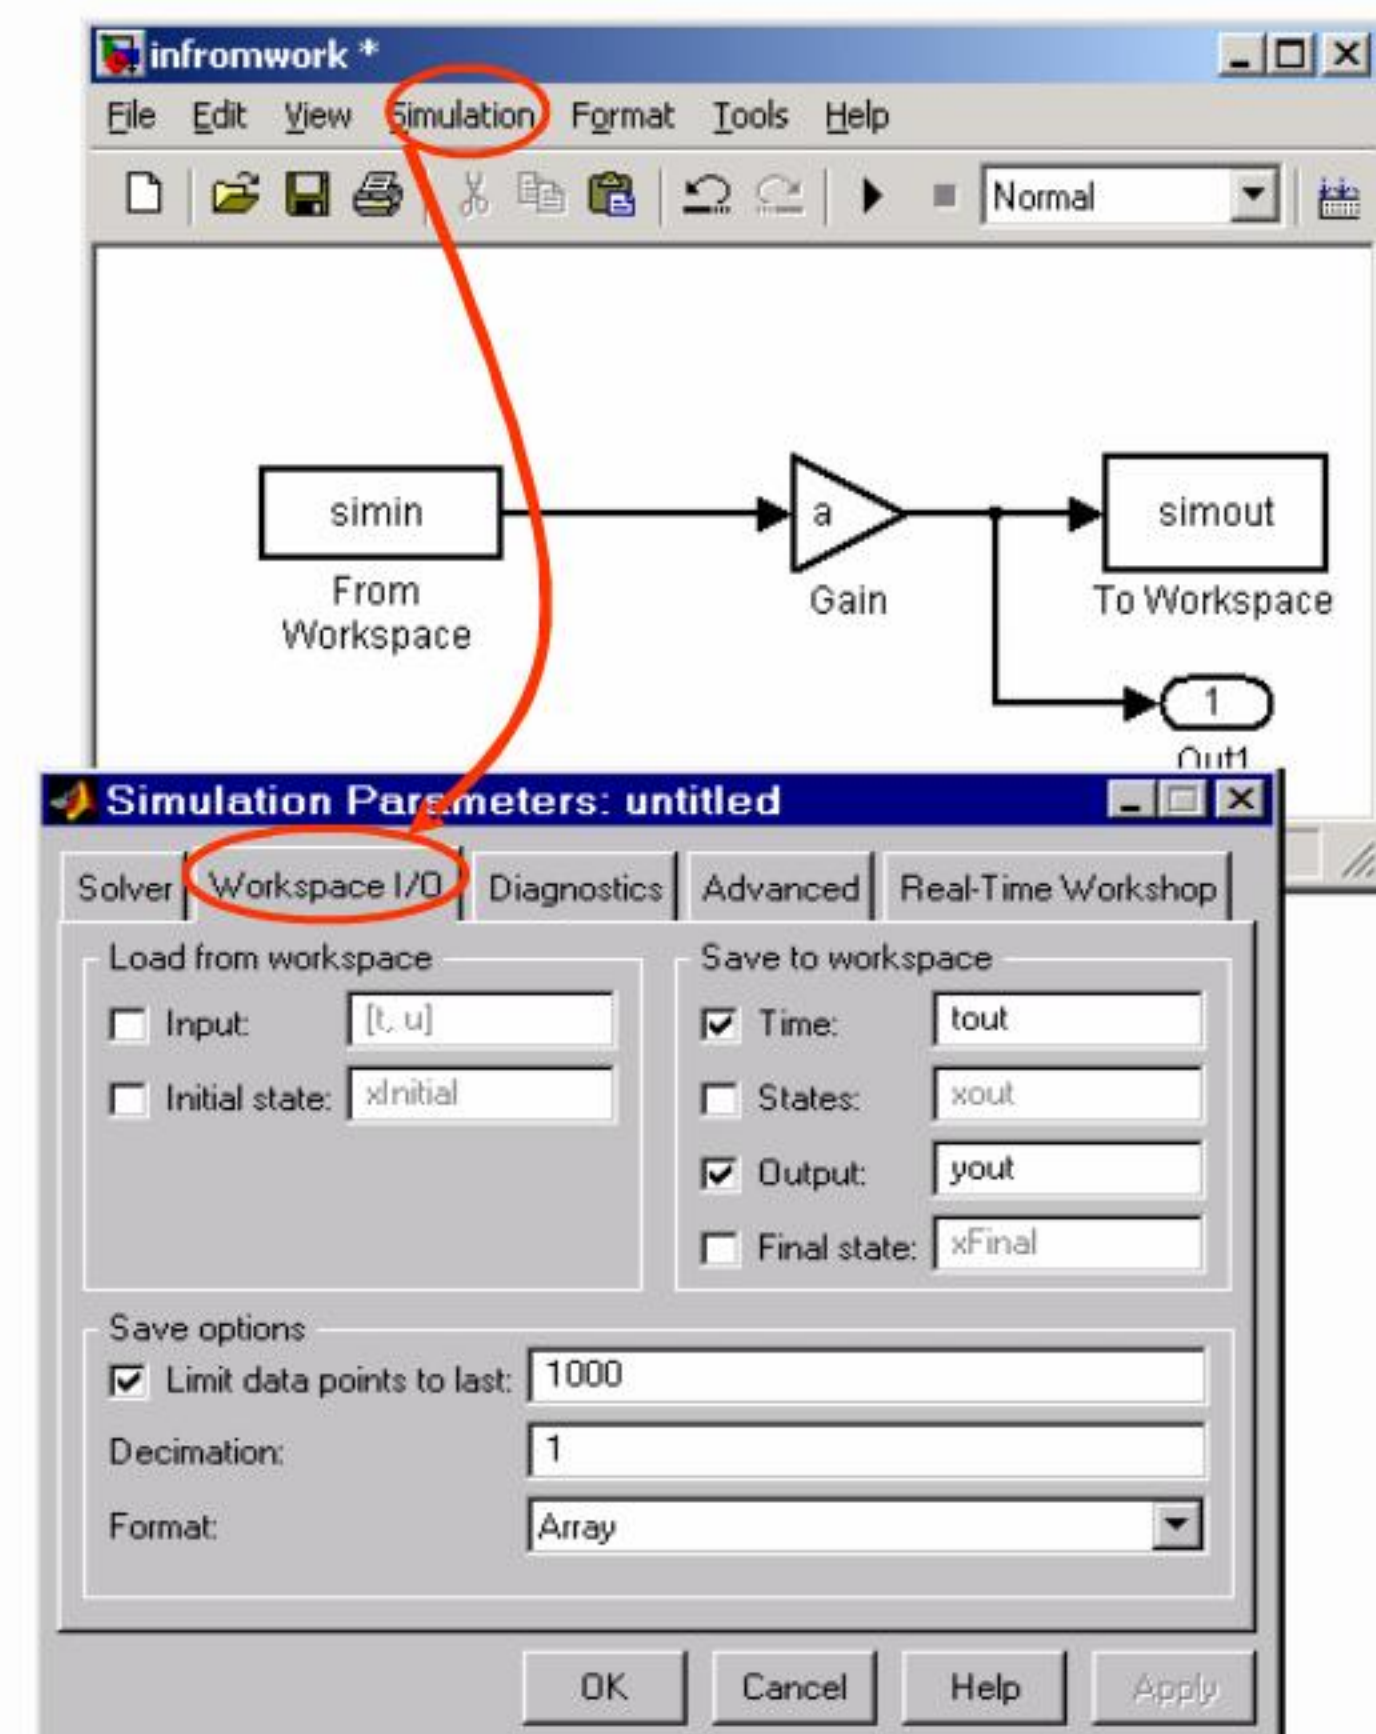 infromwork *
File Edit View Simulation Format Tools Help
Normal
simin
a
simout
From
Workspace
Gain
To Workspace
1
Out1
Simulation Parameters: untitled
Solver Workspace I/O Diagnostics Advanced Real-Time Workshop
Load from workspace
Input: [t, u]
Initial state: xInitial
Save to workspace
Time: tout
States: xout
Output: yout
Final state: xFinal
Save options
Limit data points to last: 1000
Decimation: 1
Format: Array
OK Cancel Help Apply